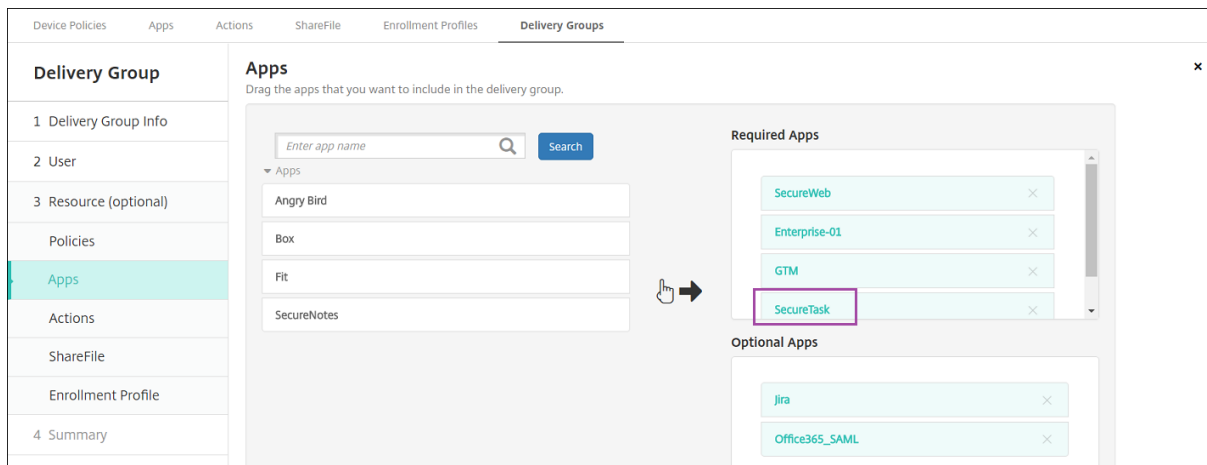 Device Policies Apps Actions ShareFile Enrollment Profiles Delivery Groups
Delivery Group
1 Delivery Group Info
2 User
3 Resource (optional)
Policies
Apps
Actions
ShareFile
Enrollment Profile
4 Summary
Apps
Drag the apps that you want to include in the delivery group.
Enter app name Search
Apps
Angry Bird
Box
Fit
SecureNotes
Required Apps
SecureWeb
Enterprise-01
GTM
SecureTask
Optional Apps
Jira
Office365_SAML